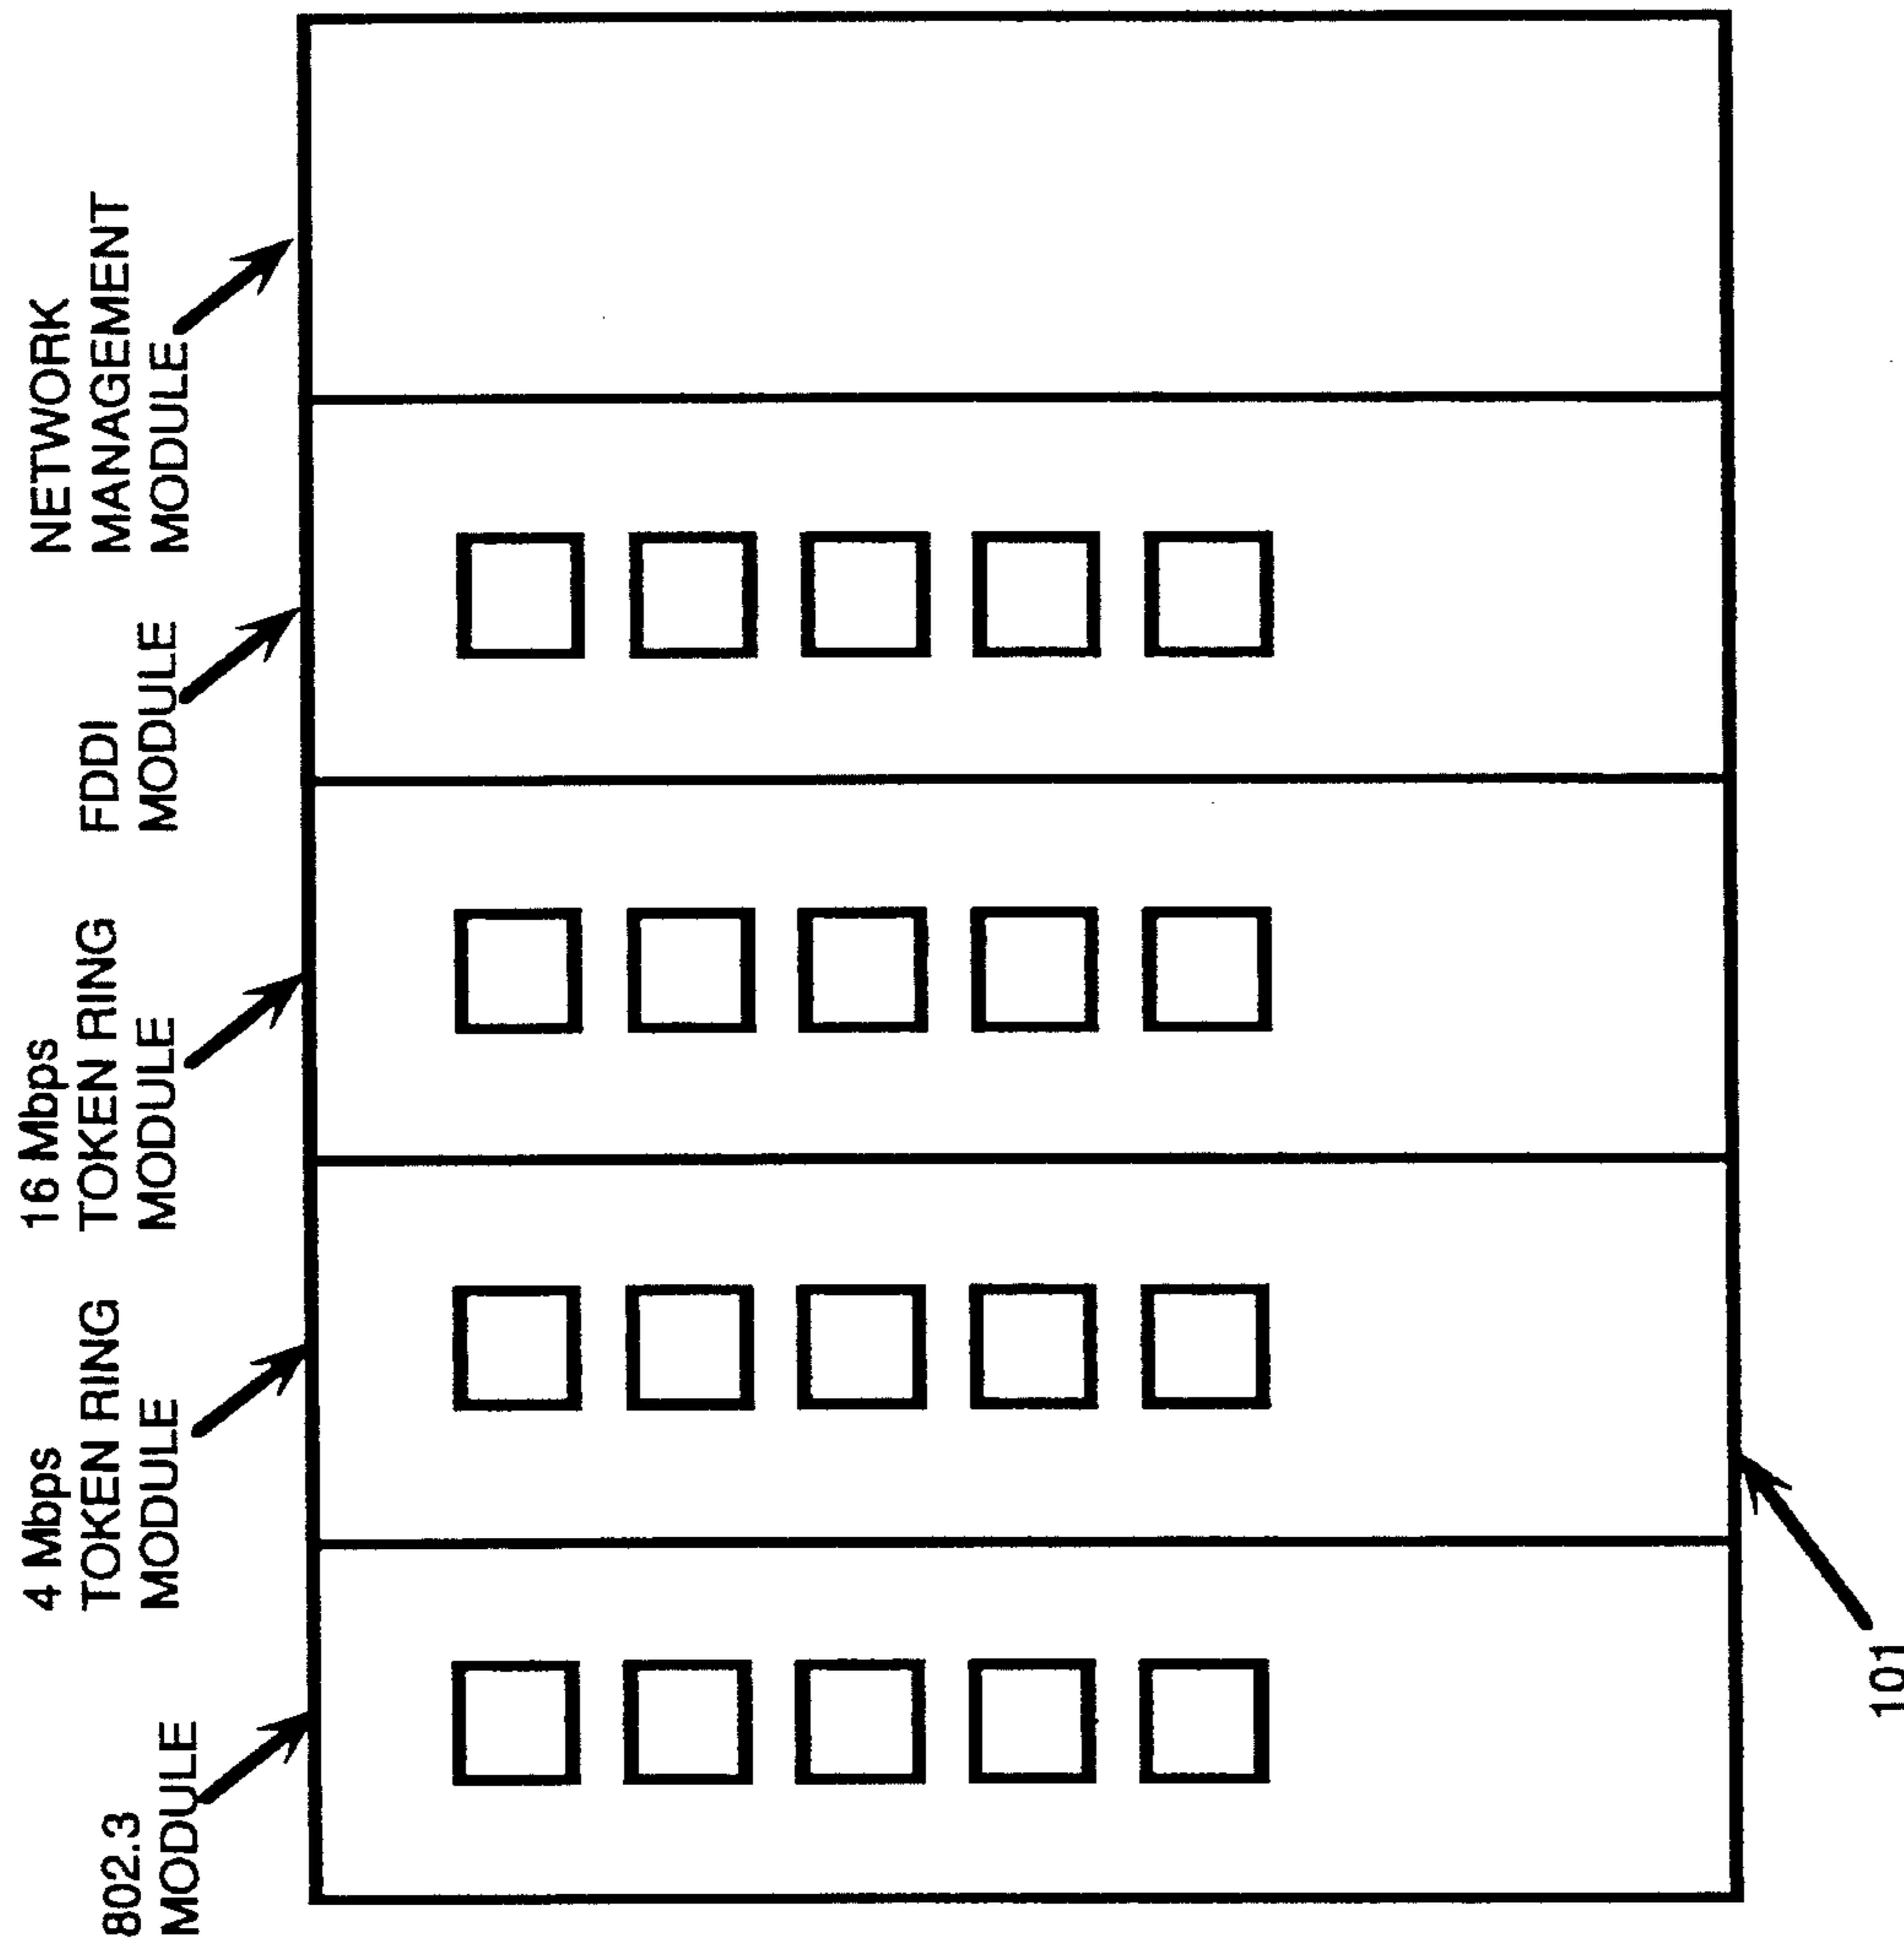 802.3
MODULE
4 Mbps
TOKEN RING
MODULE
16 Mbps
TOKEN RING
MODULE
FDDI
MODULE
NETWORK
MANAGEMENT
MODULE
101